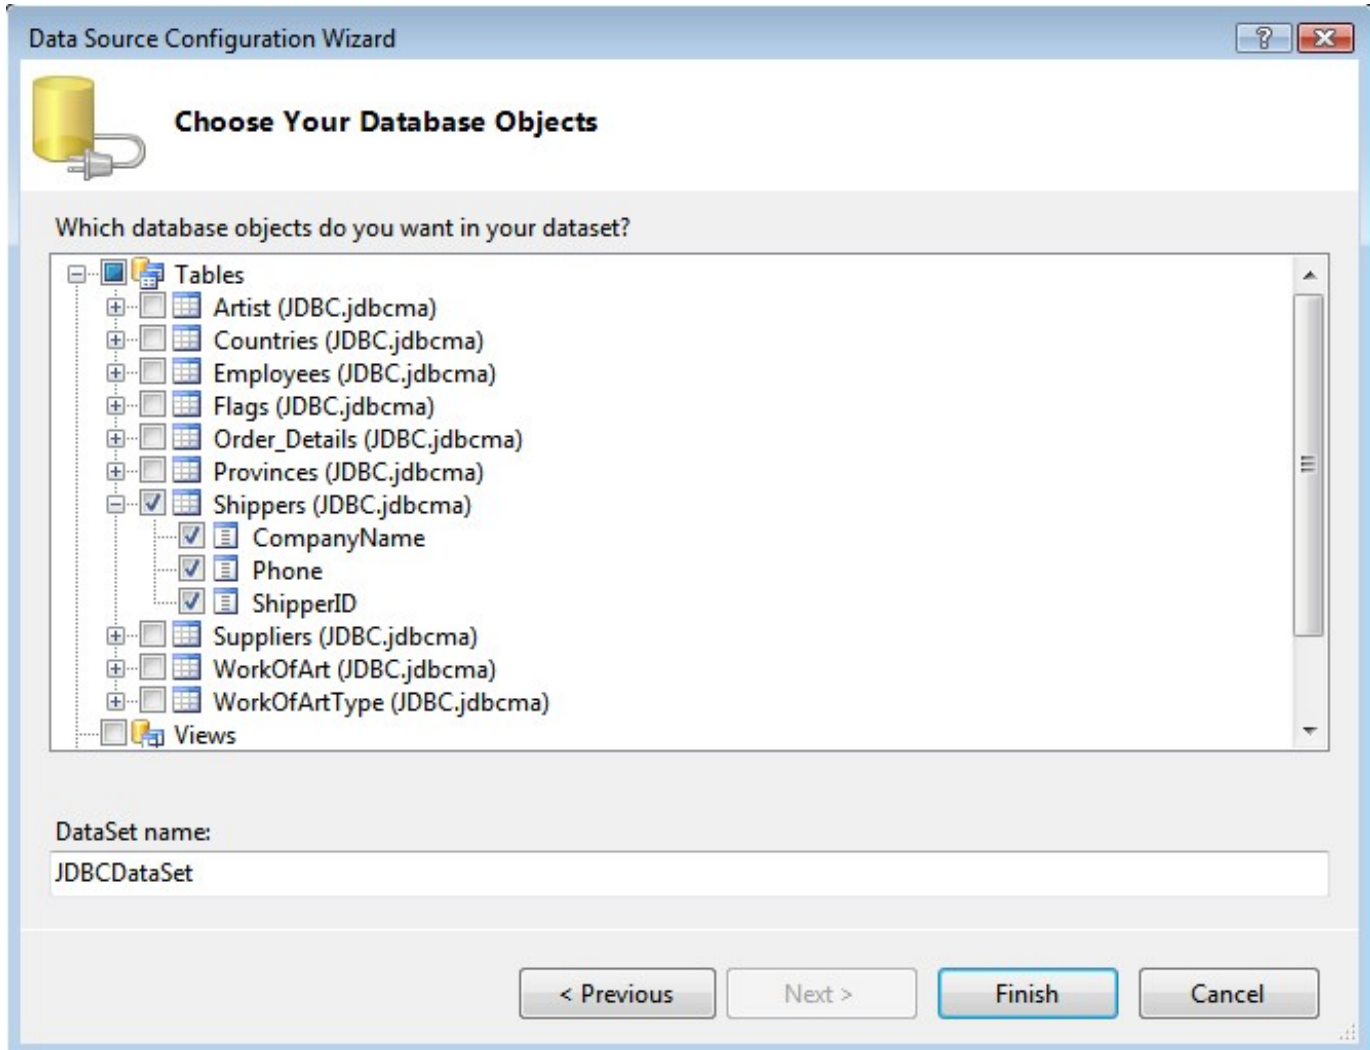 Data Source Configuration Wizard
Choose Your Database Objects
Which database objects do you want in your dataset?
Tables
Artist (JDBC.jdbcma)
Countries (JDBC.jdbcma)
Employees (JDBC.jdbcma)
Flags (JDBC.jdbcma)
Order_Details (JDBC.jdbcma)
Provinces (JDBC.jdbcma)
Shippers (JDBC.jdbcma)
CompanyName
Phone
ShipperID
Suppliers (JDBC.jdbcma)
WorkOfArt (JDBC.jdbcma)
WorkOfArtType (JDBC.jdbcma)
Views
DataSet name:
JDBCDataSet
< Previous Next > Finish Cancel